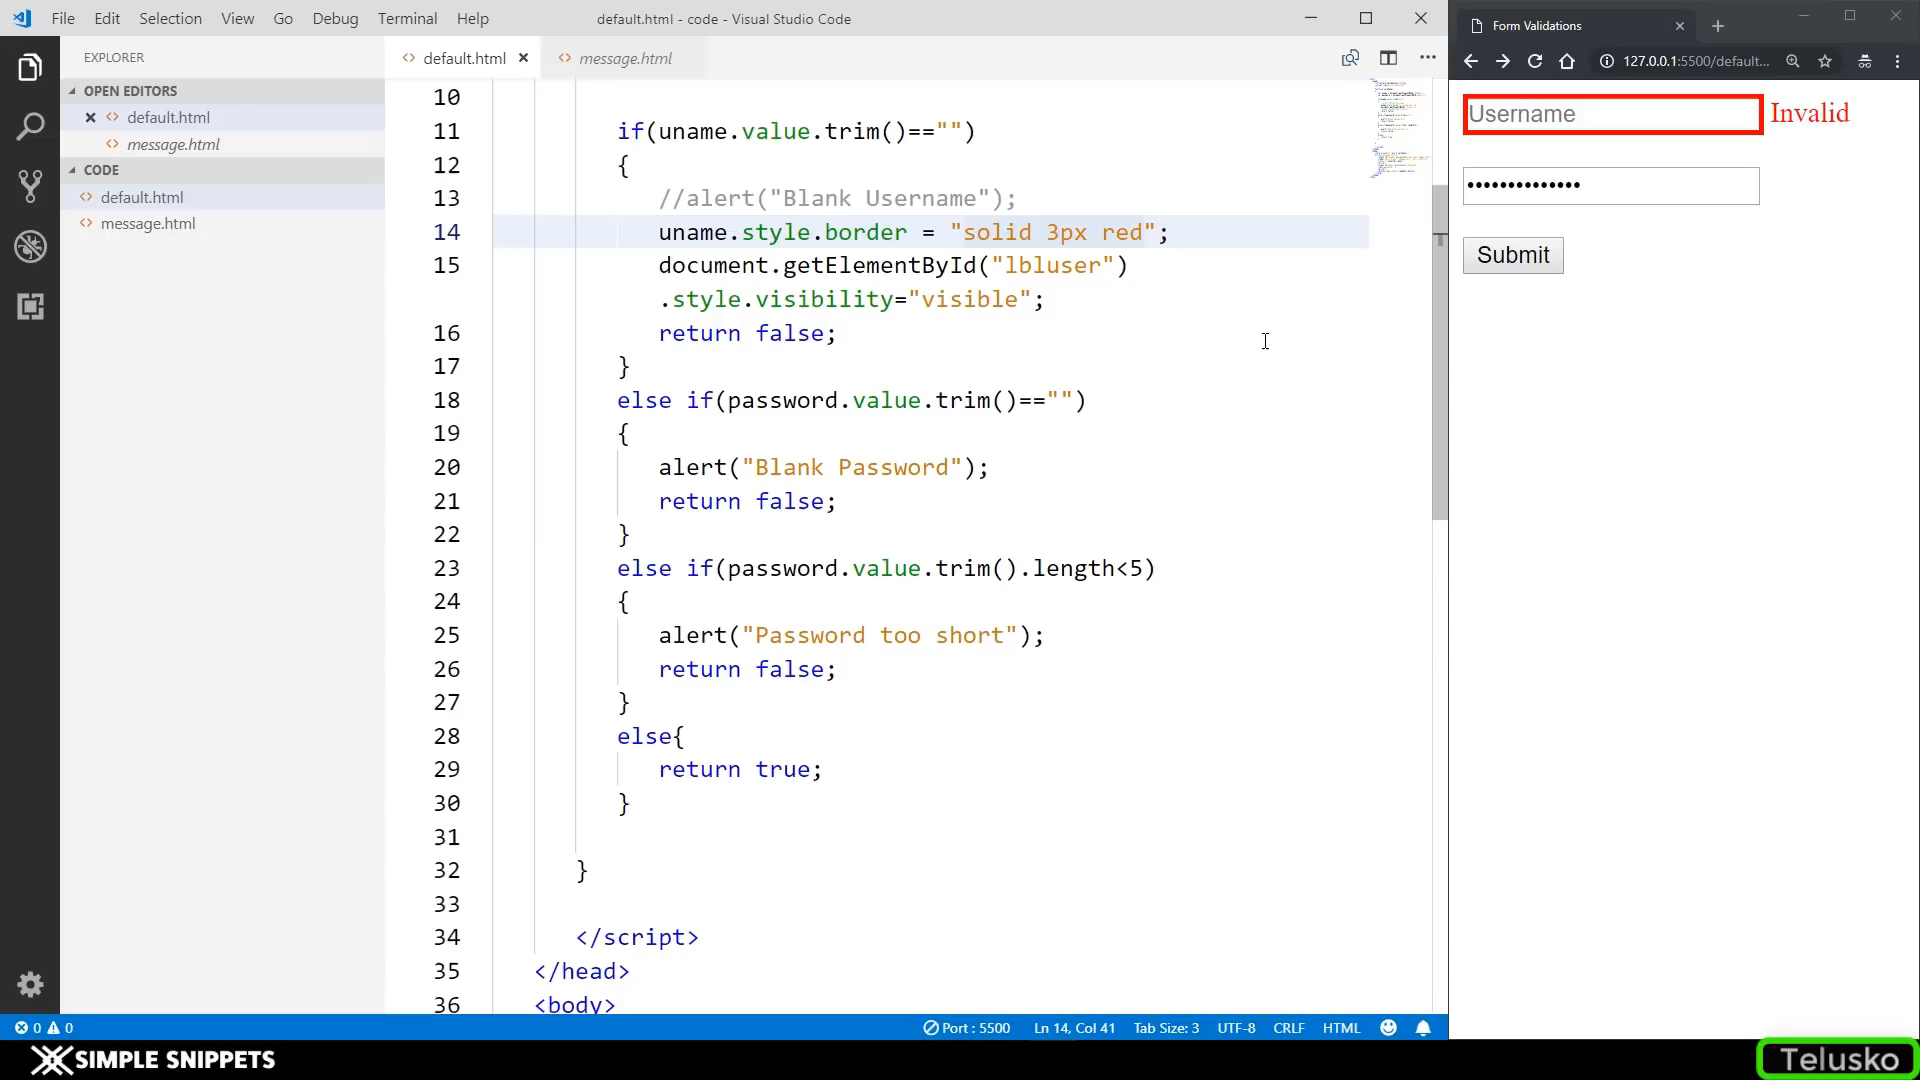 File Edit Selection View Go Debug Terminal Help
default.html - code - Visual Studio Code
Form Validations
EXPLORER
default.html
message.html
127.0.0.1:5500/default...
OPEN EDITORS
default.html
message.html
CODE
default.html
message.html
10
11 if(uname.value.trim()=="")
12 {
13 //alert("Blank Username");
14 uname.style.border = "solid 3px red";
15 document.getElementById("lbluser")
.style.visibility="visible";
16 return false;
17 }
18 else if(password.value.trim()=="")
19 {
20 alert("Blank Password");
21 return false;
22 }
23 else if(password.value.trim().length<5)
24 {
25 alert("Password too short");
26 return false;
27 }
28 else{
29 return true;
30 }
31
32 }
33
34 </script>
35 </head>
36 <body>
Username Invalid
••••••••••••••
Submit
0 0
Port : 5500 Ln 14, Col 41 Tab Size: 3 UTF-8 CRLF HTML
SIMPLE SNIPPETS
Telusko